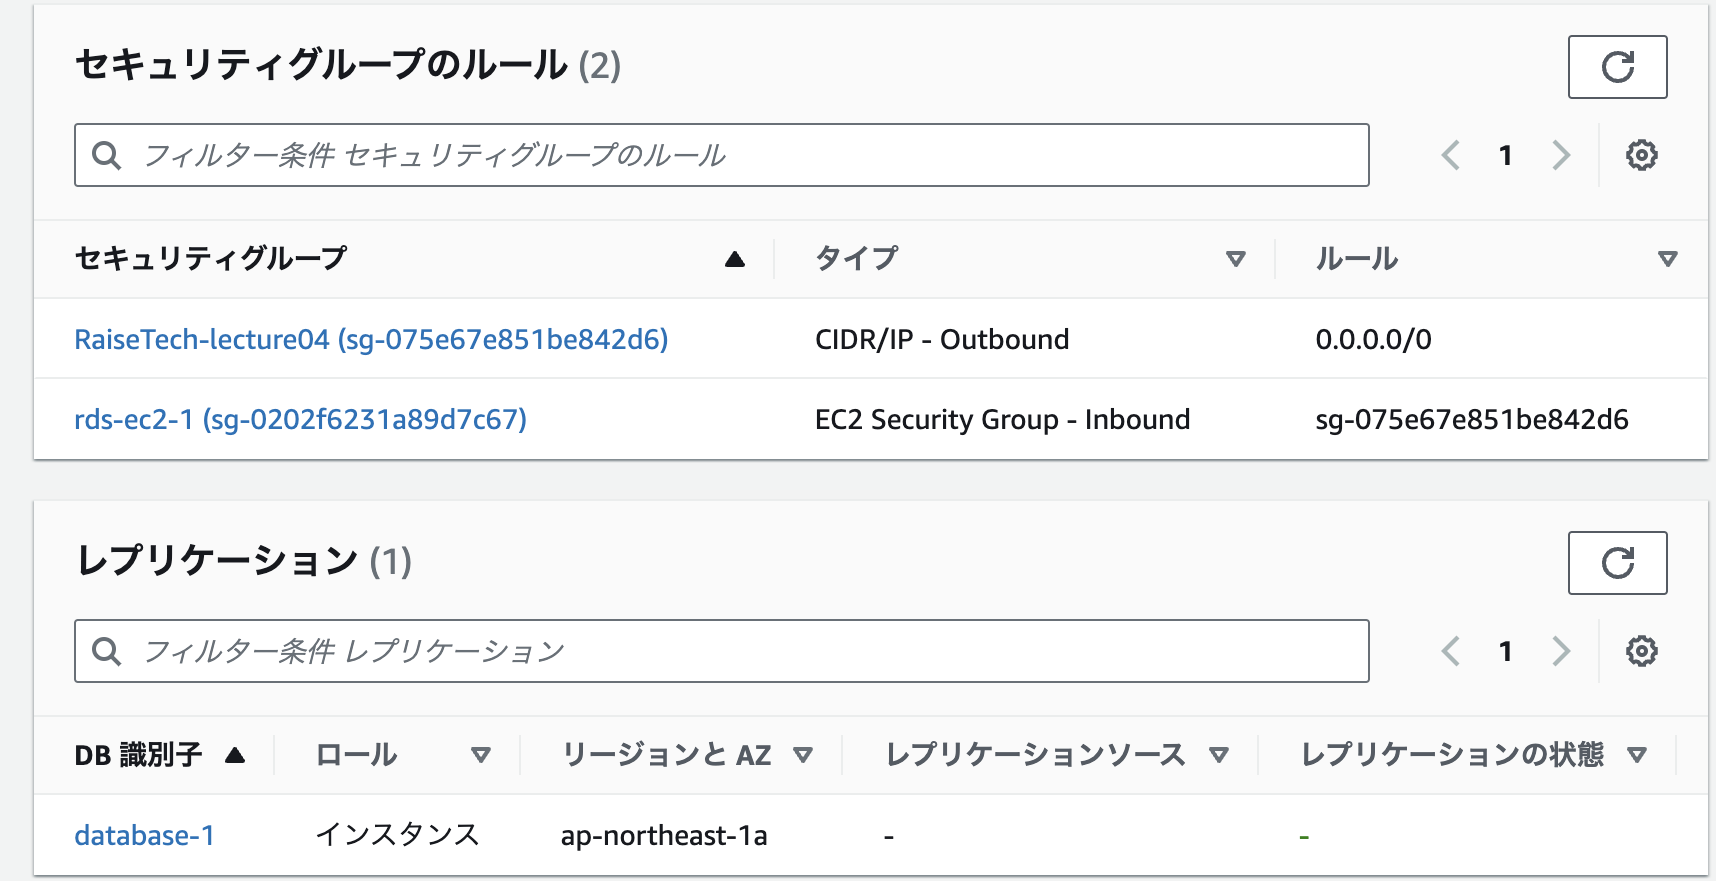 セキュリティグループのルール (2)
フィルター条件 セキュリティグループのルール
1
セキュリティグループ タイプ ルール
RaiseTech-lecture04 (sg-075e67e851be842d6) CIDR/IP - Outbound 0.0.0.0/0
rds-ec2-1 (sg-0202f6231a89d7c67) EC2 Security Group - Inbound sg-075e67e851be842d6
レプリケーション (1)
フィルター条件 レプリケーション
1
DB 識別子 ロール リージョンと AZ レプリケーションソース レプリケーションの状態
database-1 インスタンス ap-northeast-1a - -